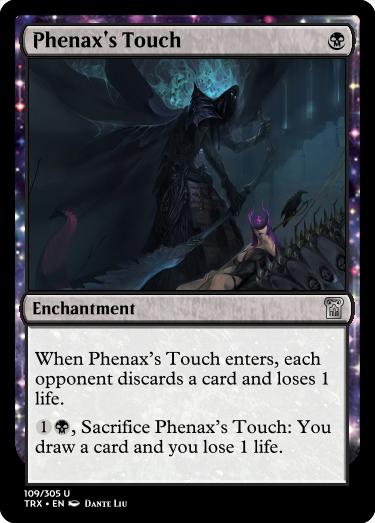 Phenax's Touch
Enchantment
When Phenax's Touch enters, each
opponent discards a card and loses 1
life.
1, Sacrifice Phenax's Touch: You
draw a card and you lose 1 life.
109/305 U
TRX • EN Dante Liu